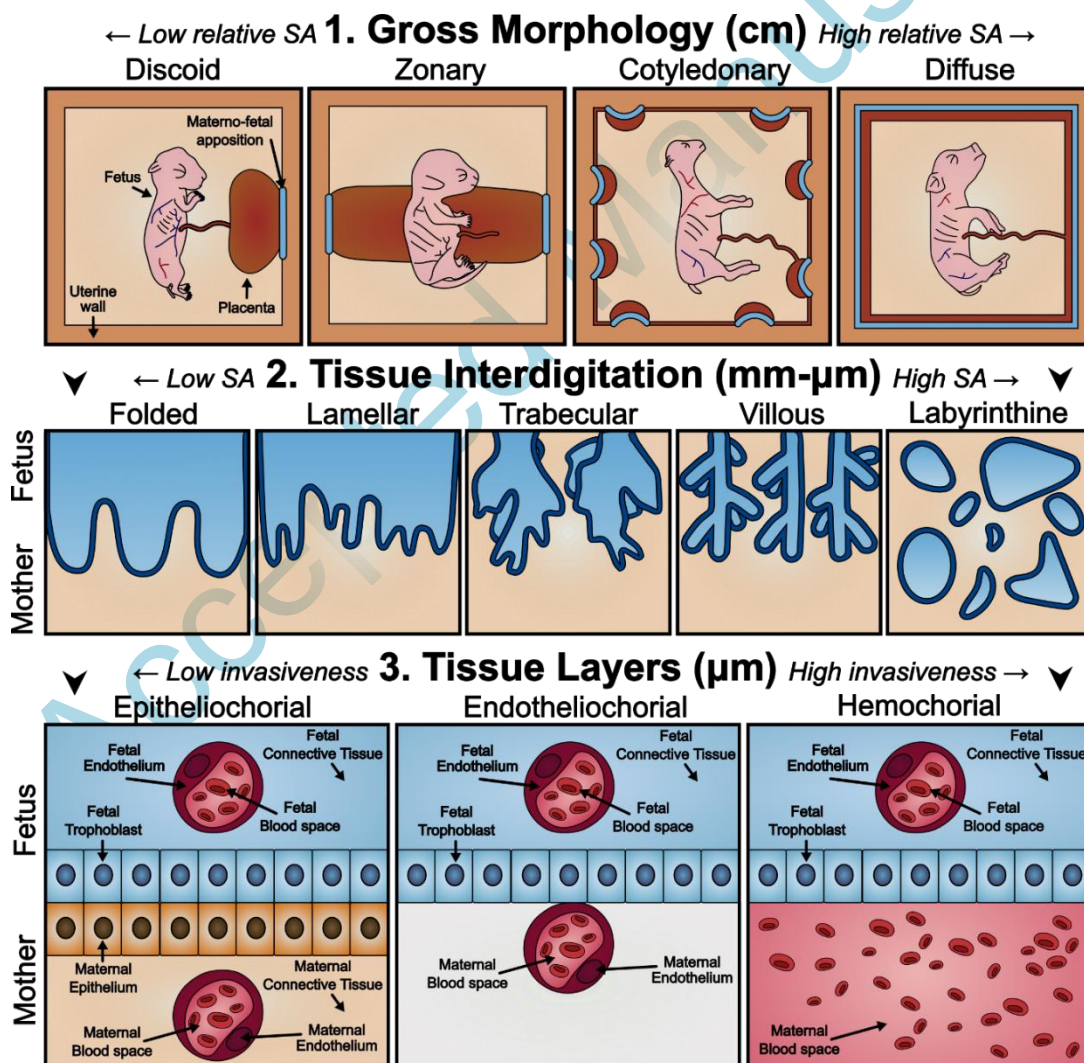 ← Low relative SA 1. Gross Morphology (cm) High relative SA →
Discoid Zonary Cotyledonary Diffuse
Materno-fetal
apposition
Fetus
Uterine
wall
Placenta
← Low SA 2. Tissue Interdigitation (mm-μm) High SA →
Folded Lamellar Trabecular Villous Labyrinthine
Fetus
Mother
← Low invasiveness 3. Tissue Layers (μm) High invasiveness →
Epitheliochorial Endotheliochorial Hemochorial
Fetus
Mother
Fetal
Endothelium
Fetal
Connective Tissue
Fetal
Trophoblast
Fetal
Blood space
Maternal
Epithelium
Maternal
Connective Tissue
Maternal
Blood space
Maternal
Endothelium
Fetal
Endothelium
Fetal
Connective Tissue
Fetal
Trophoblast
Fetal
Blood space
Maternal
Blood space
Maternal
Endothelium
Fetal
Endothelium
Fetal
Connective Tissue
Fetal
Trophoblast
Fetal
Blood space
Maternal
Blood space
Accepted Manus